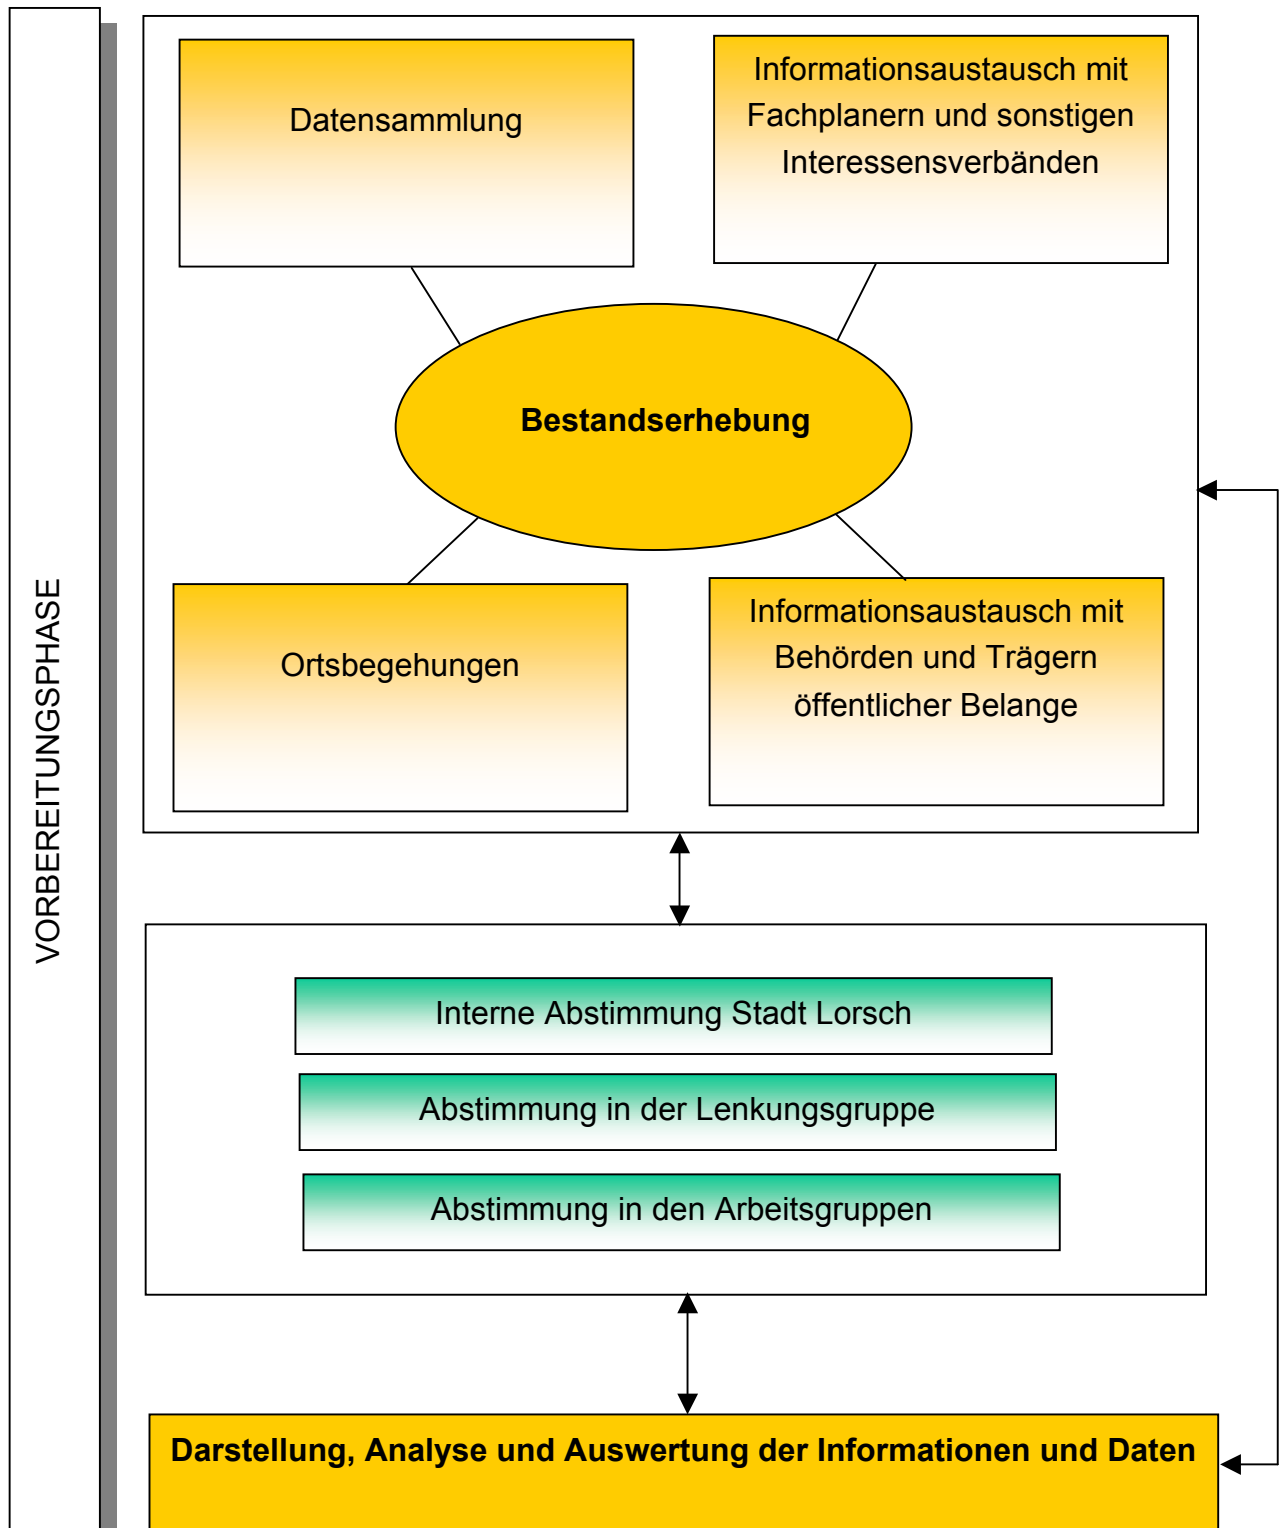 VORBEREITUNGSPHASE
Datensammlung
Informationsaustausch mit
Fachplanern und sonstigen
Interessensverbänden
Bestandserhebung
Ortsbegehungen
Informationsaustausch mit
Behörden und Trägern
öffentlicher Belange
Interne Abstimmung Stadt Lorsch
Abstimmung in der Lenkungsgruppe
Abstimmung in den Arbeitsgruppen
Darstellung, Analyse und Auswertung der Informationen und Daten